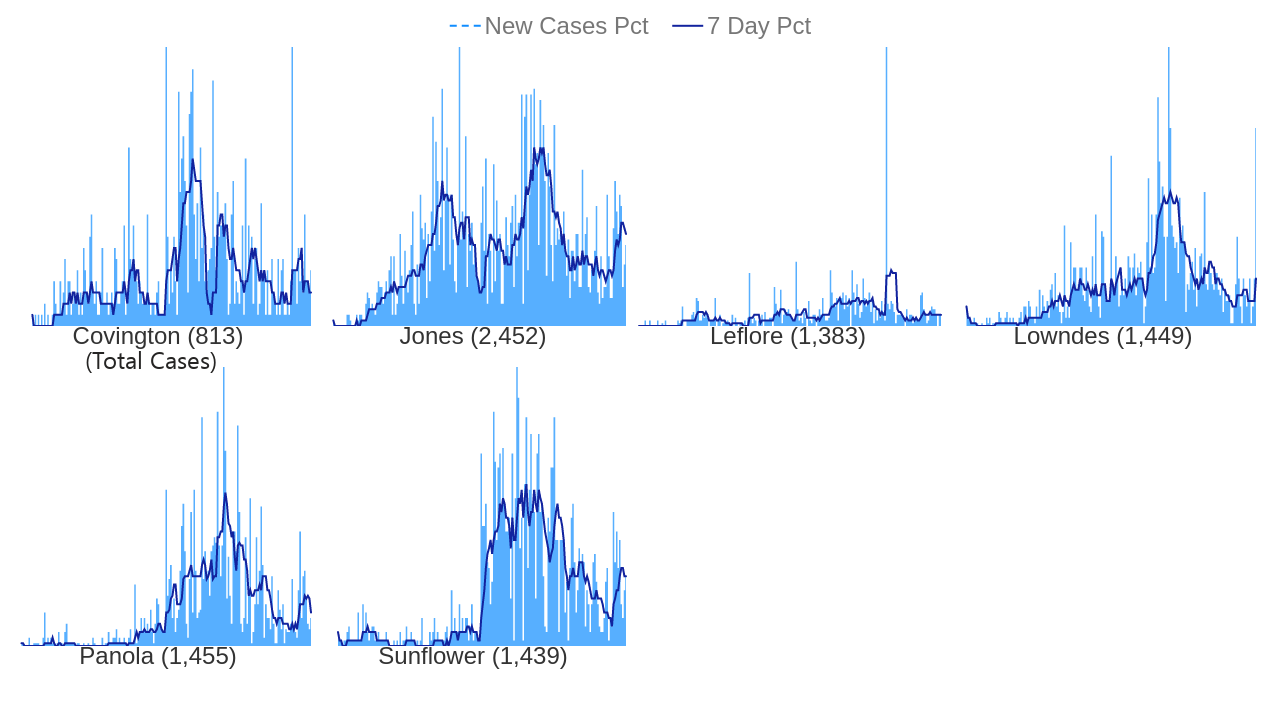 New Cases Pct 7 Day Pct
Covington (813)
(Total Cases)
Jones (2,452)
Leflore (1,383)
Lowndes (1,449)
Panola (1,455)
Sunflower (1,439)